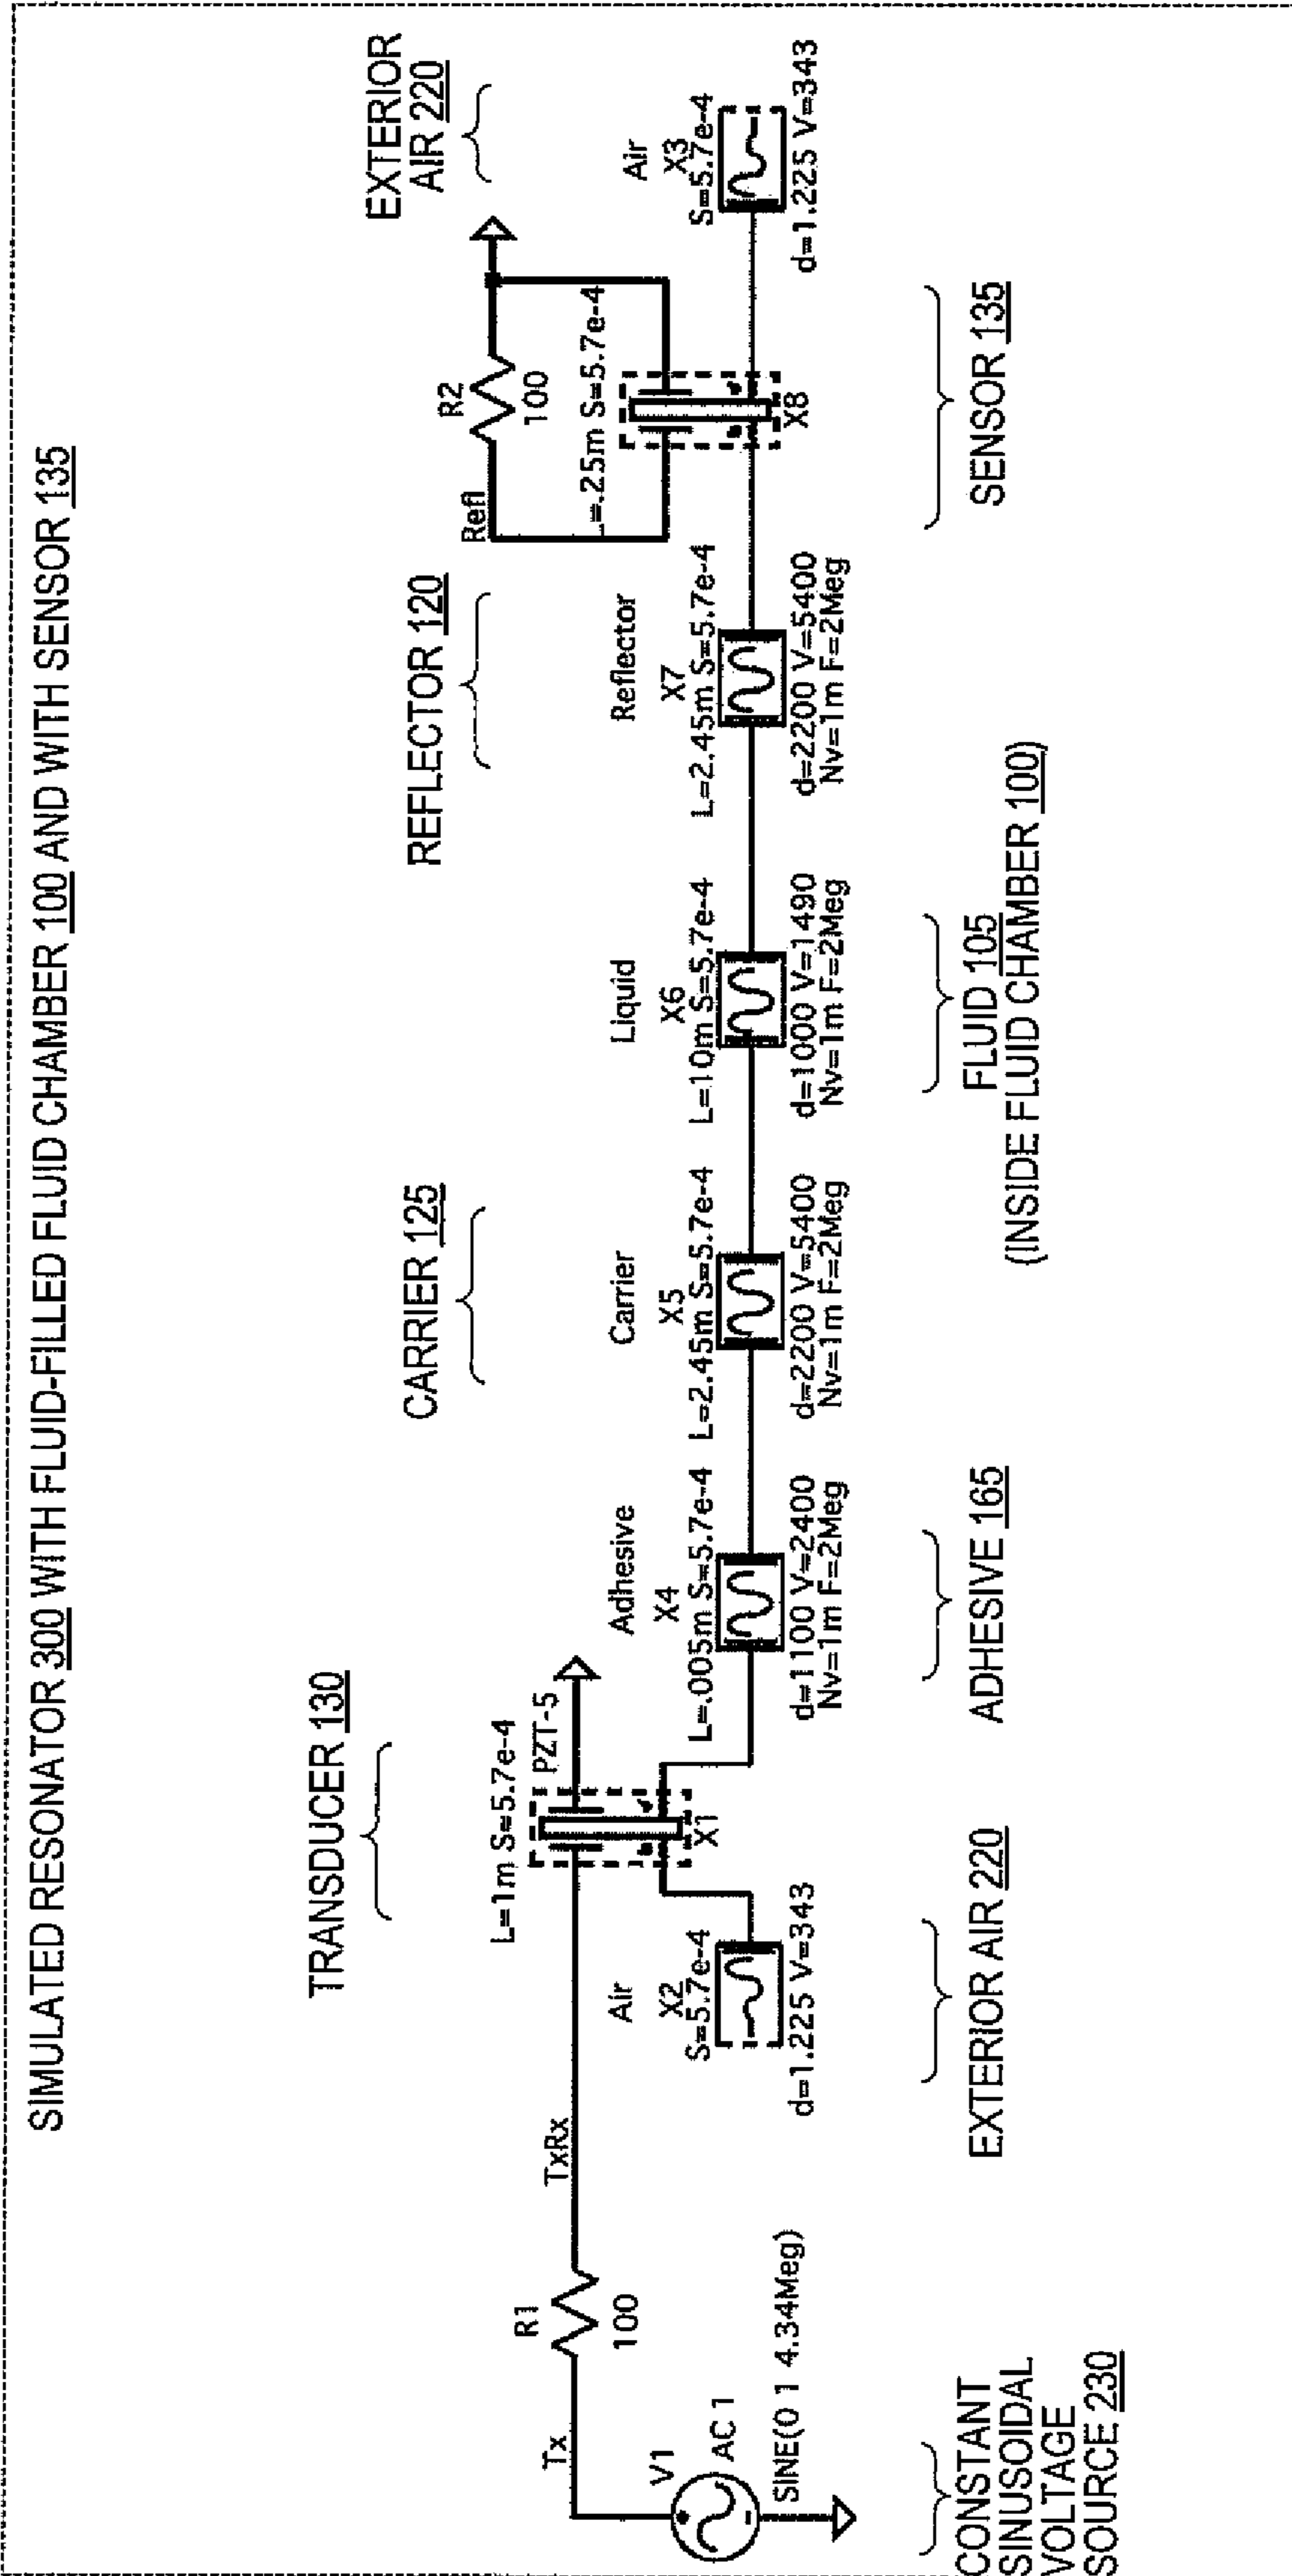 SIMULATED RESONATOR 300 WITH FLUID-FILLED FLUID CHAMBER 100 AND WITH SENSOR 135
TRANSDUCER 130
CARRIER 125
REFLECTOR 120
EXTERIOR
AIR 220
L=1m S=5.7e-4
PZT-5
X1
Tx
R1
100
TxRx
V1
AC 1
SINE(0 1 4.34Meg)
Air
X2
S=5.7e-4
d=1.225 V=343
Adhesive
X4
L=.005m S=5.7e-4
d=1100 V=2400
Nv=1m F=2Meg
Carrier
X5
L=2.45m S=5.7e-4
d=2200 V=5400
Nv=1m F=2Meg
Liquid
X6
L=10m S=5.7e-4
d=1000 V=1490
Nv=1m F=2Meg
Reflector
X7
L=2.45m S=5.7e-4
d=2200 V=5400
Nv=1m F=2Meg
Refl
R2
100
=.25m S=5.7e-4
X8
Air
X3
S=5.7e-4
d=1.225 V=343
CONSTANT
SINUSOIDAL
VOLTAGE
SOURCE 230
EXTERIOR AIR 220
ADHESIVE 165
FLUID 105
(INSIDE FLUID CHAMBER 100)
SENSOR 135